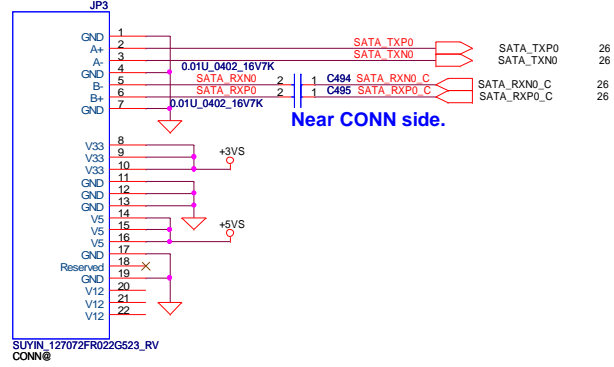 JP3
GND 1
A+ 2 SATA_TXP0 SATA_TXP0 26
A- 3 SATA_TXN0 SATA_TXN0 26
GND 4 0.01U_0402_16V7K
B- 5 SATA_RXN0 2 1 C494 SATA_RXN0_C SATA_RXN0_C 26
B+ 6 SATA_RXP0 2 1 C495 SATA_RXP0_C SATA_RXP0_C 26
GND 7 0.01U_0402_16V7K
Near CONN side.
V33 8
V33 9 +3VS
V33 10
GND 11
GND 12
GND 13
V5 14
V5 15 +5VS
V5 16
GND 17
Reserved 18
GND 19
V12 20
V12 21
V12 22
SUYIN_127072FR022G523_RV
CONN@